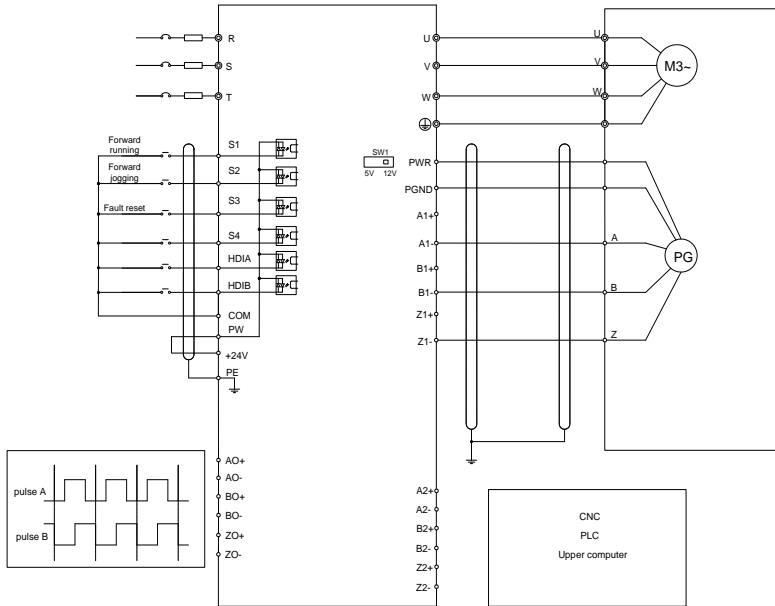 R
S
T
Forward
running
Forward
jogging
Fault reset
S1
S2
S3
S4
HDIA
HDIB
COM
PW
+24V
PE
SW1
5V 12V
U
V
W
PWR
PGND
A1+
A1-
B1+
B1-
Z1+
Z1-
U
V
W
M3~
A
B
Z
PG
pulse A
pulse B
AO+
AO-
BO+
BO-
ZO+
ZO-
A2+
A2-
B2+
B2-
Z2+
Z2-
CNC
PLC
Upper computer